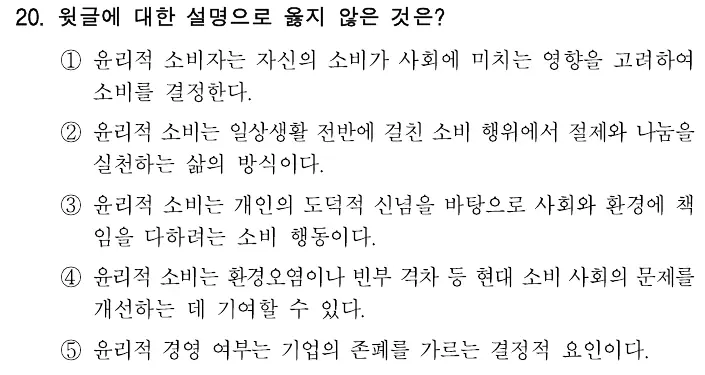 20. 윗글에 대한 설명으로 옳지 않은 것은?
① 윤리적 소비자는 자신의 소비가 사회에 미치는 영향을 고려하여
소비를 결정한다.
② 윤리적 소비는 일상생활 전반에 걸친 소비 행위에서 절제와 나눔을
실천하는 삶의 방식이다.
③ 윤리적 소비는 개인의 도덕적 신념을 바탕으로 사회와 환경에 책
임을 다하려는 소비 행동이다.
④ 윤리적 소비는 환경오염이나 빈부 격차 등 현대 소비 사회의 문제를
개선하는 데 기여할 수 있다.
⑤ 윤리적 경영 여부는 기업의 존폐를 가르는 결정적 요인이다.